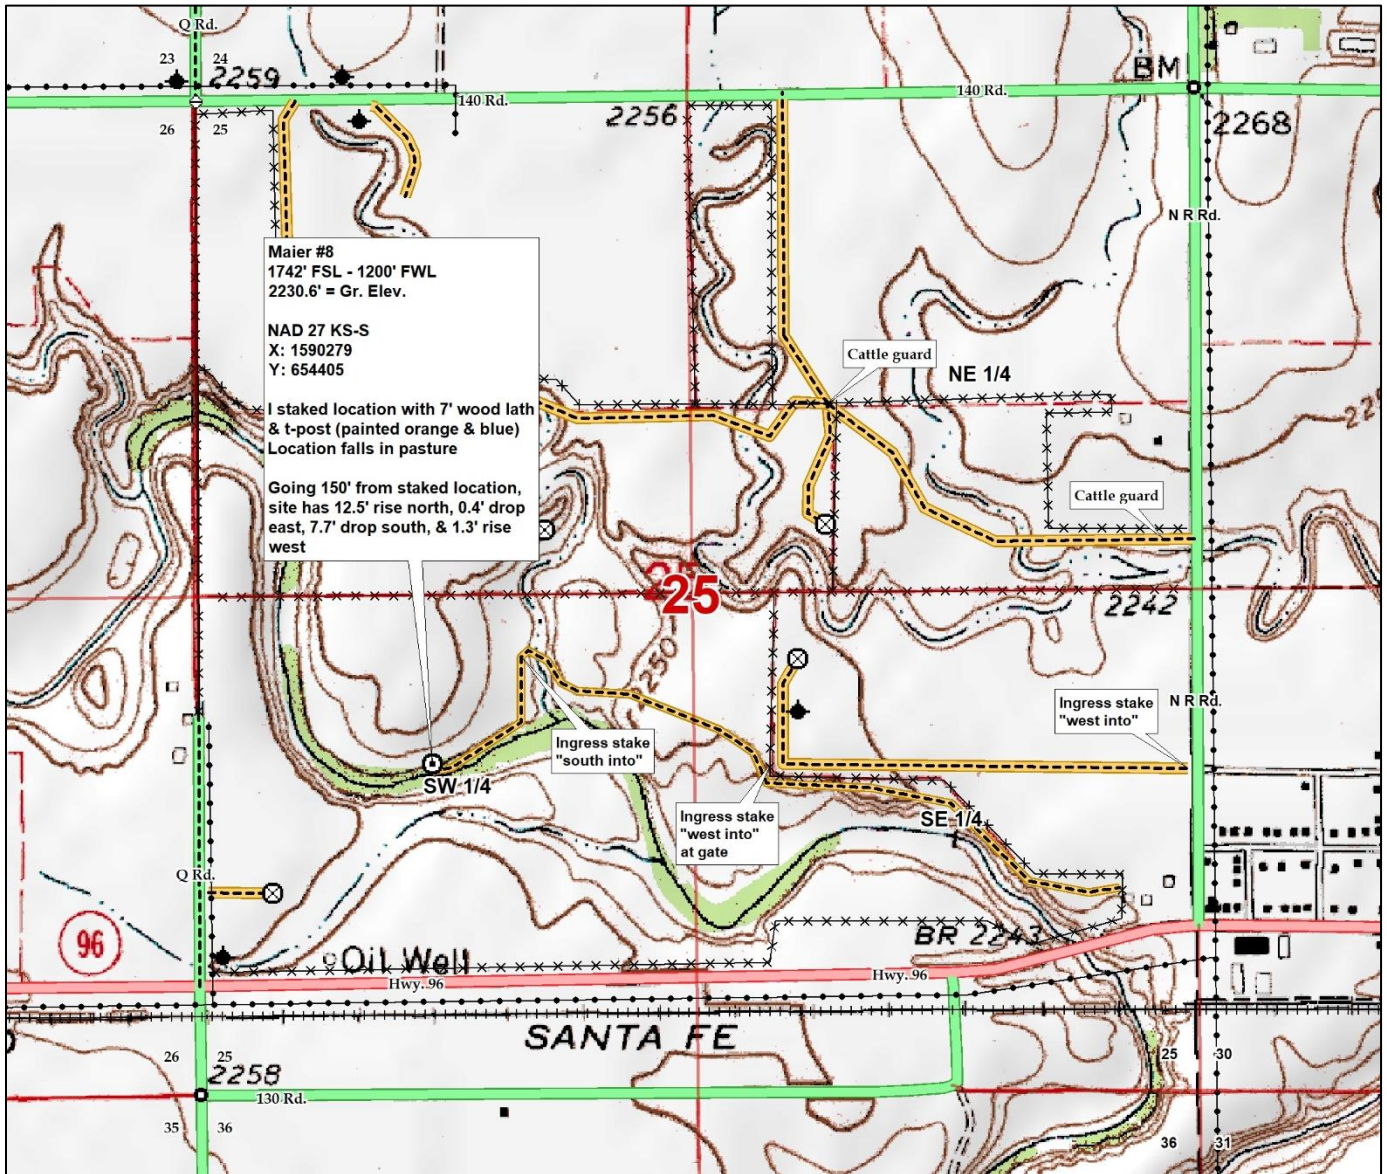 Q Rd.
23 24
2259
BM
140 Rd.
140 Rd.
26 25
2256
2268
N R Rd.
Maier #8
1742' FSL - 1200' FWL
2230.6' = Gr. Elev.
NAD 27 KS-S
X: 1590279
Y: 654405
I staked location with 7' wood lath
& t-post (painted orange & blue)
Location falls in pasture
Going 150' from staked location,
site has 12.5' rise north, 0.4' drop
east, 7.7' drop south, & 1.3' rise
west
Cattle guard
NE 1/4
Cattle guard
25
2242
Ingress stake
"west into"
N R Rd.
Ingress stake
"south into"
SW 1/4
Ingress stake
"west into"
at gate
SE 1/4
Q Rd.
96
Oil Well
BR 2243
Hwy. 96
Hwy. 96
SANTA FE
26 25
25 30
2258
130 Rd.
35 36
36 31